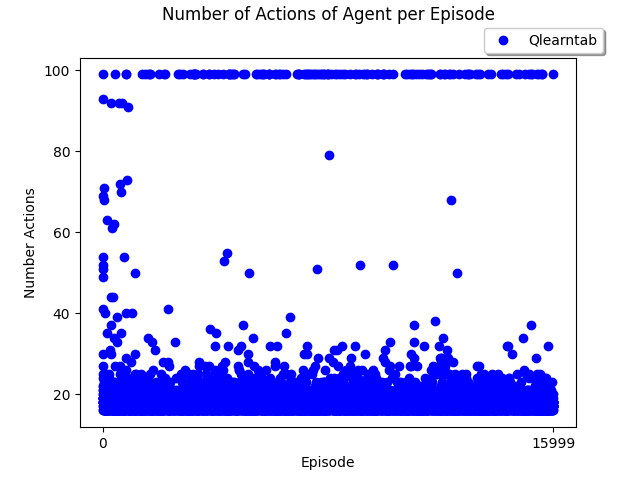 Number of Actions of Agent per Episode
Qlearntab
100
80
60
40
20
Number Actions
0
15999
Episode